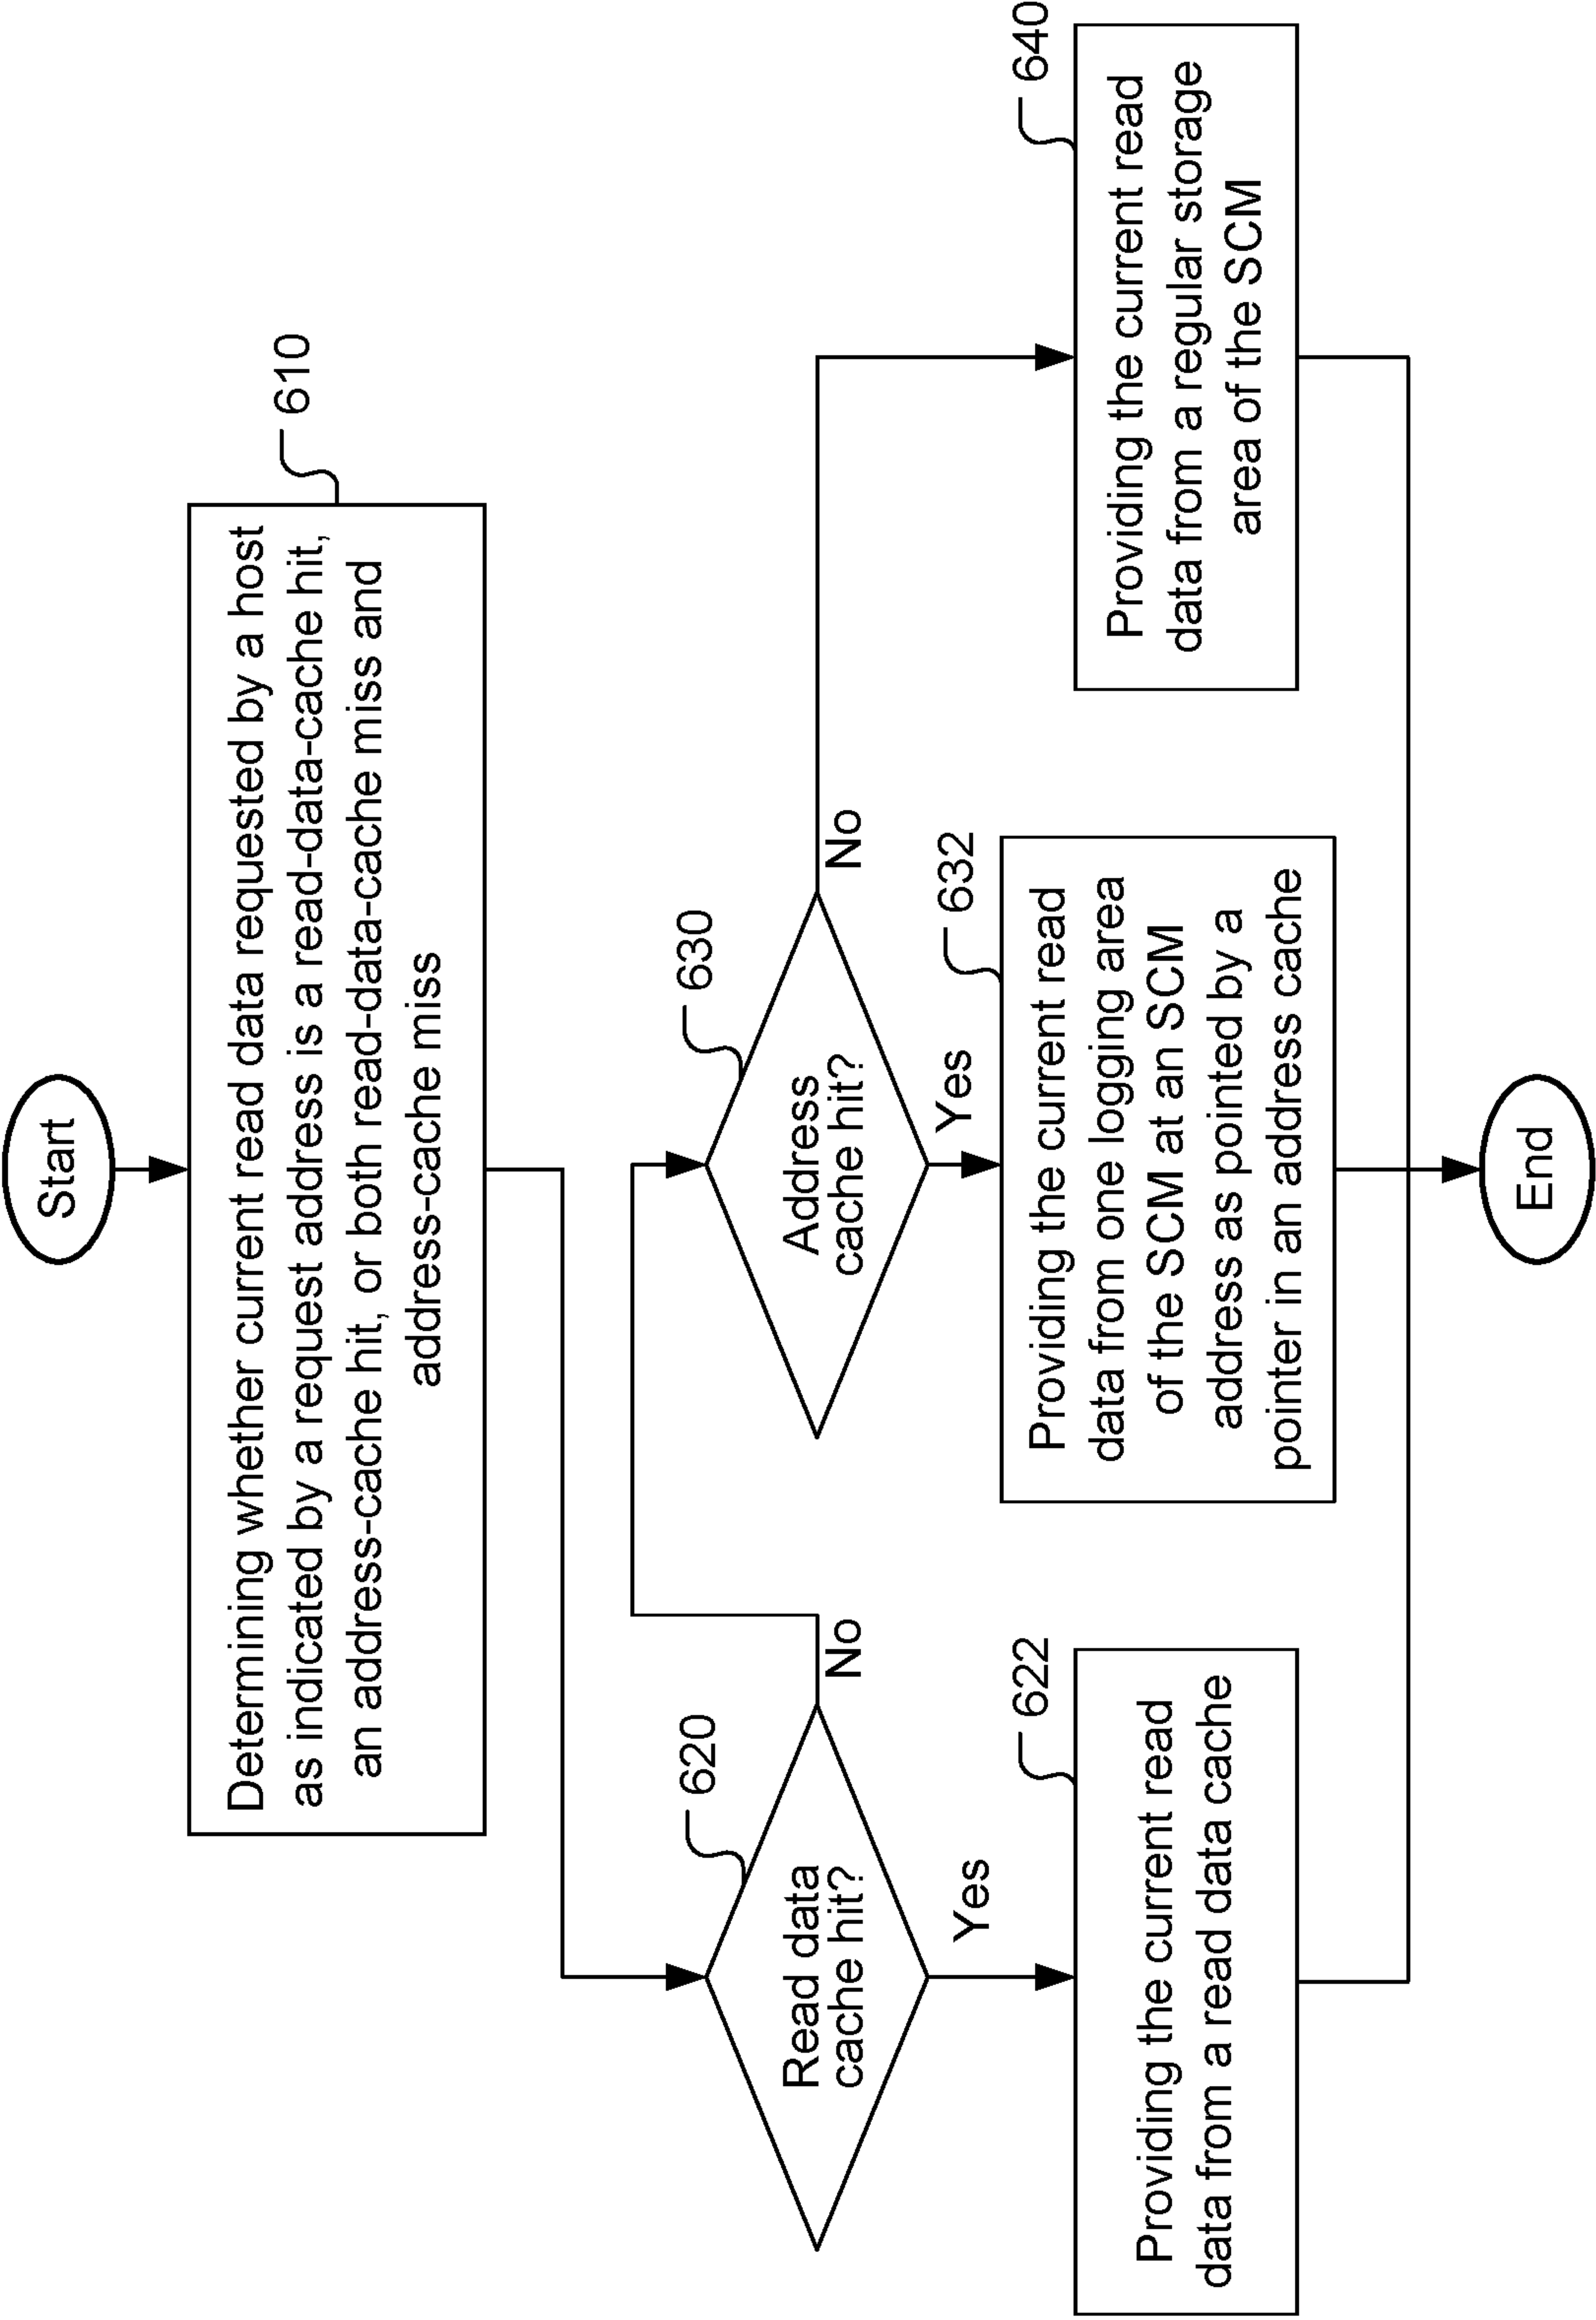 Start
610
Determining whether current read data requested by a host
as indicated by a request address is a read-data-cache hit,
an address-cache hit, or both read-data-cache miss and
address-cache miss
620
Read data
cache hit?
No
Yes
630
Address
cache hit?
No
Yes
622
Providing the current read
data from a read data cache
632
Providing the current read
data from one logging area
of the SCM at an SCM
address as pointed by a
pointer in an address cache
640
Providing the current read
data from a regular storage
area of the SCM
End